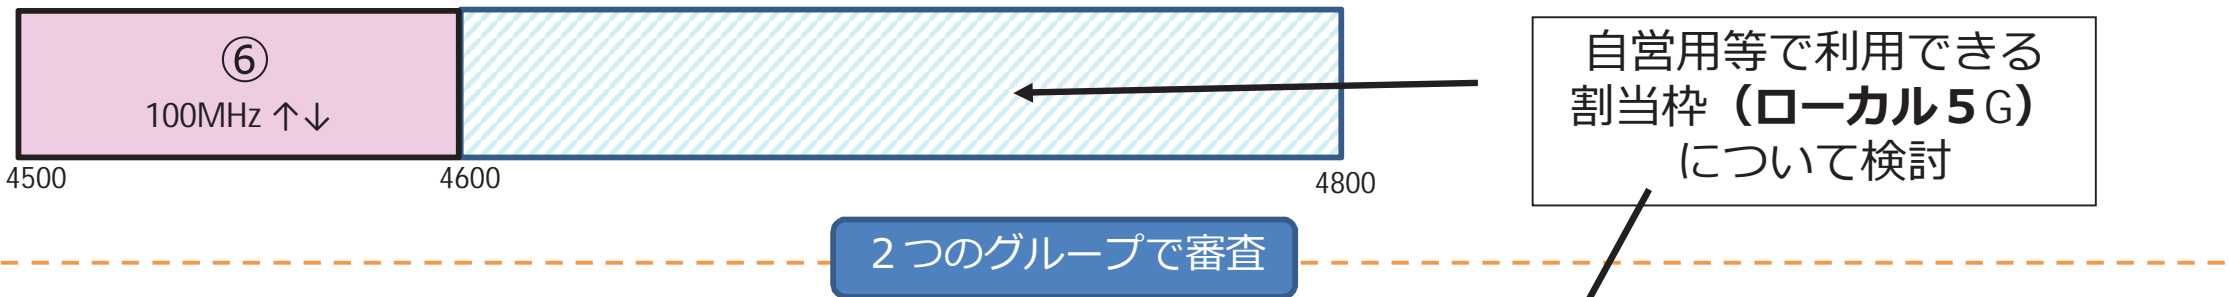 ⑥
100MHz ↑↓
自営用等で利用できる
割当枠（ローカル５G）
について検討
4500
4600
4800
２つのグループで審査